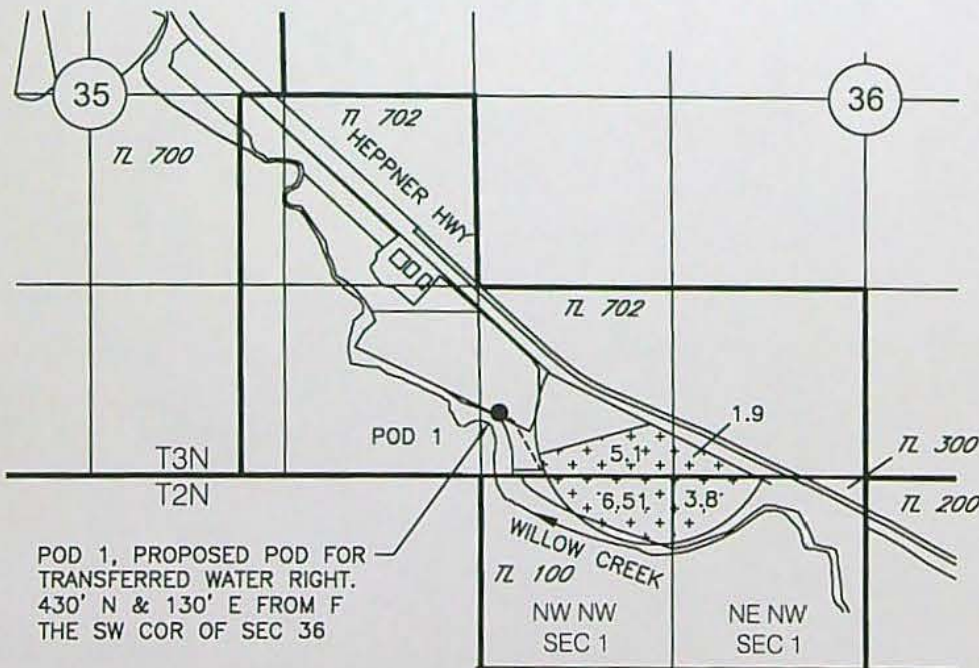 35
36
TL 702
TL 700
HEPPNER HWY
TL 702
1.9
POD 1
5.1
TL 300
T3N
T2N
6.51
3.8
TL 200
WILLOW CREEK
POD 1, PROPOSED POD FOR
TRANSFERRED WATER RIGHT.
430' N & 130' E FROM F
THE SW COR OF SEC 36
TL 100
NW NW
SEC 1
NE NW
SEC 1